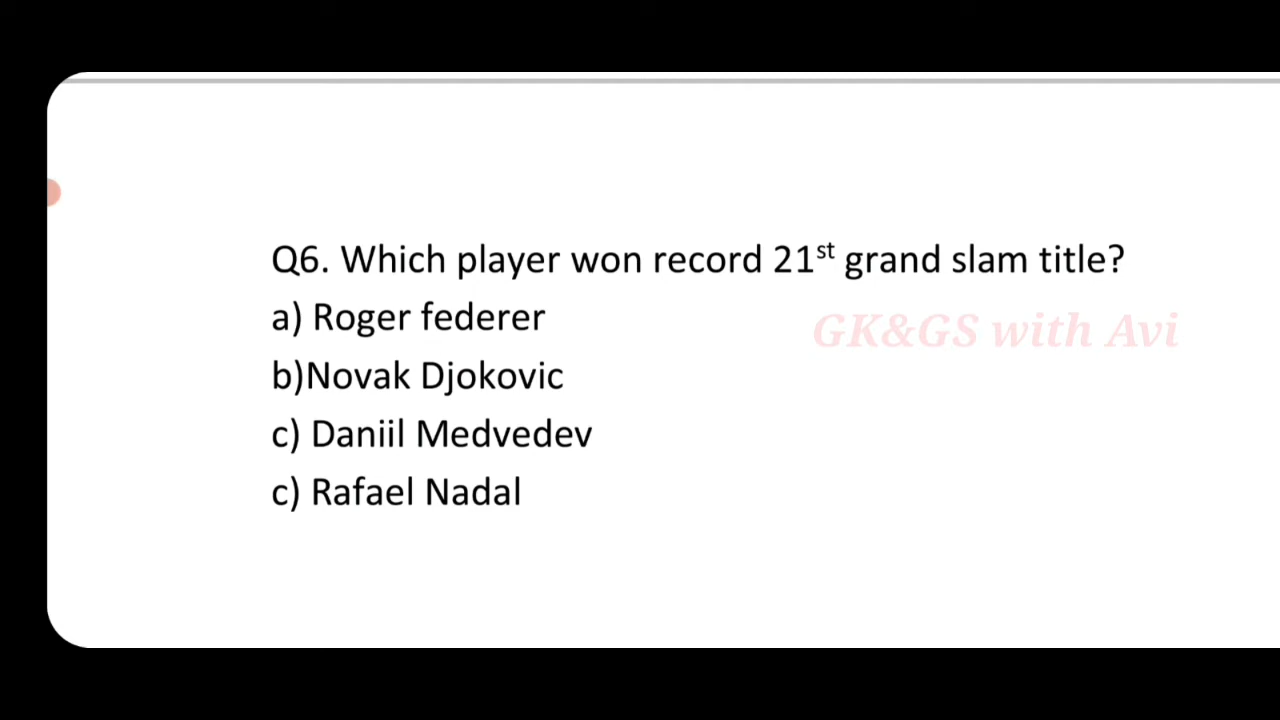 Q6. Which player won record 21st grand slam title?
a) Roger federer
GK&GS with Avi
b)Novak Djokovic
c) Daniil Medvedev
c) Rafael Nadal